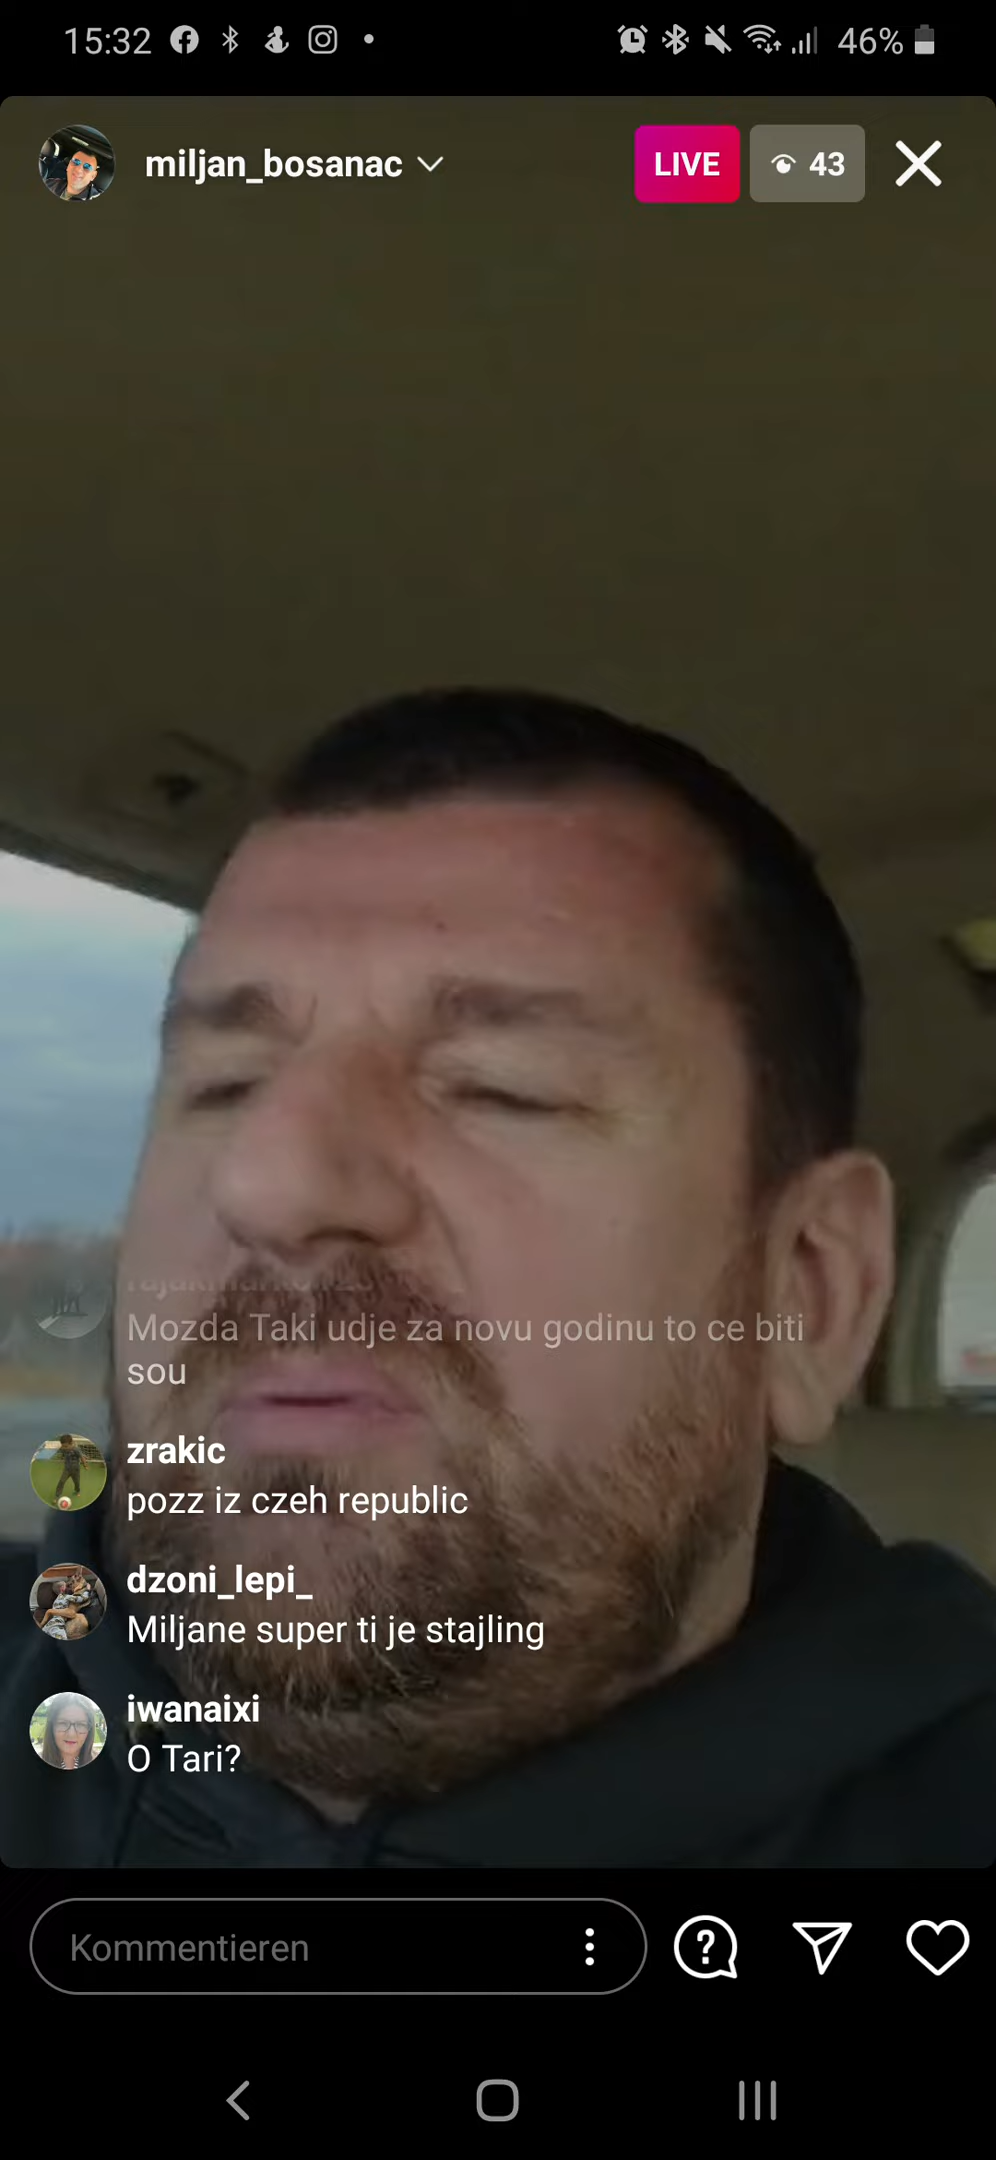 15:32
46%
miljan_bosanac
LIVE
43
Mozda Taki udje za novu godinu to ce biti
sou
zrakic
pozz iz czeh republic
dzoni_lepi_
Miljane super ti je stajling
iwanaixi
O Tari?
Kommentieren